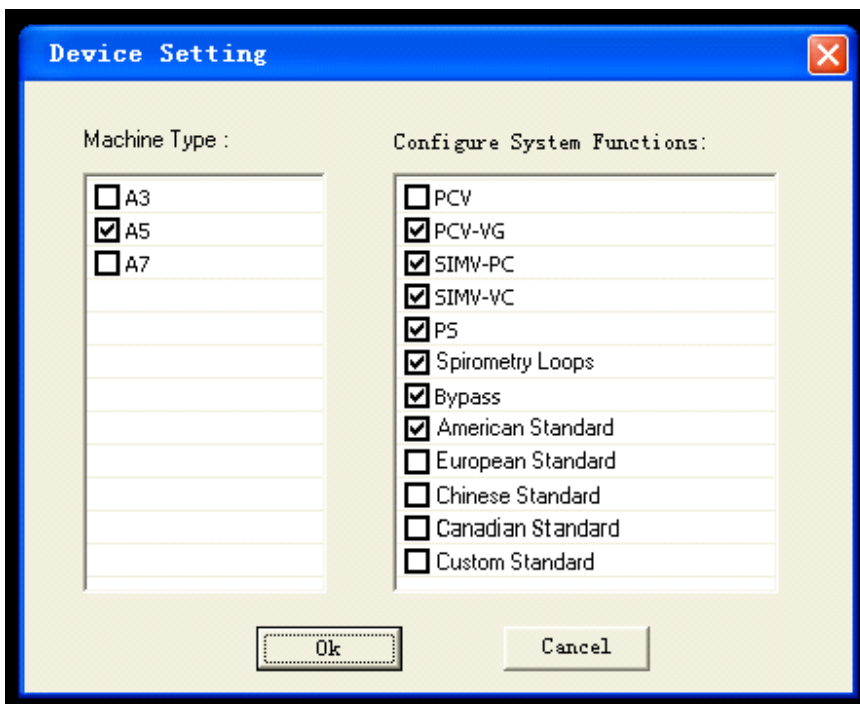 Device Setting
Machine Type :
A3
A5
A7
Configure System Functions:
PCV
PCV-VG
SIMV-PC
SIMV-VC
PS
Spirometry Loops
Bypass
American Standard
European Standard
Chinese Standard
Canadian Standard
Custom Standard
Ok
Cancel